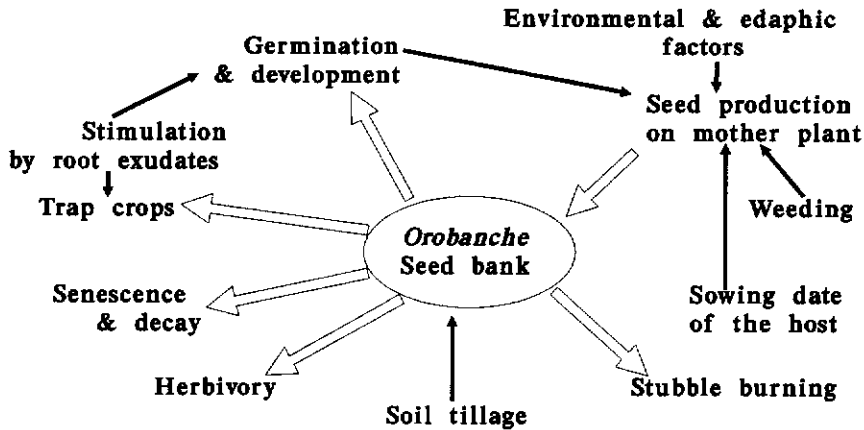 Environmental & edaphic
factors
Germination
& development
Seed production
on mother plant
Stimulation
by root exudates
Trap crops
Weeding
Orobanche
Seed bank
Senescence
& decay
Sowing date
of the host
Herbivory
Stubble burning
Soil tillage